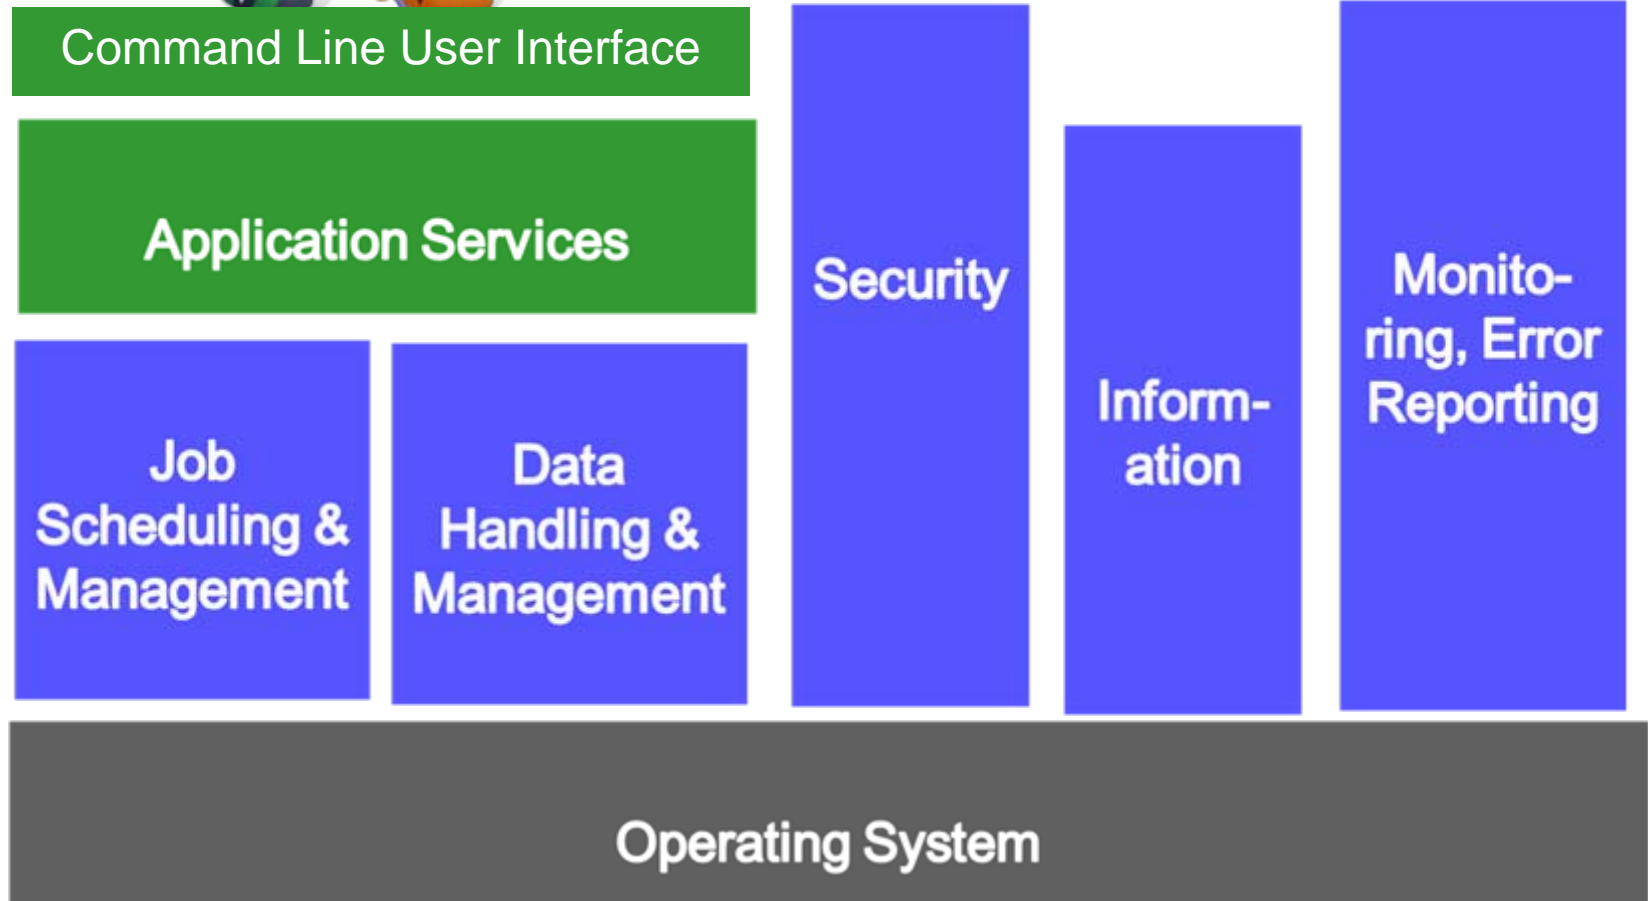 Command Line User Interface
Application Services
Job
Scheduling &
Management
Data
Handling &
Management
Security
Inform-
ation
Monito-
ring, Error
Reporting
Operating System